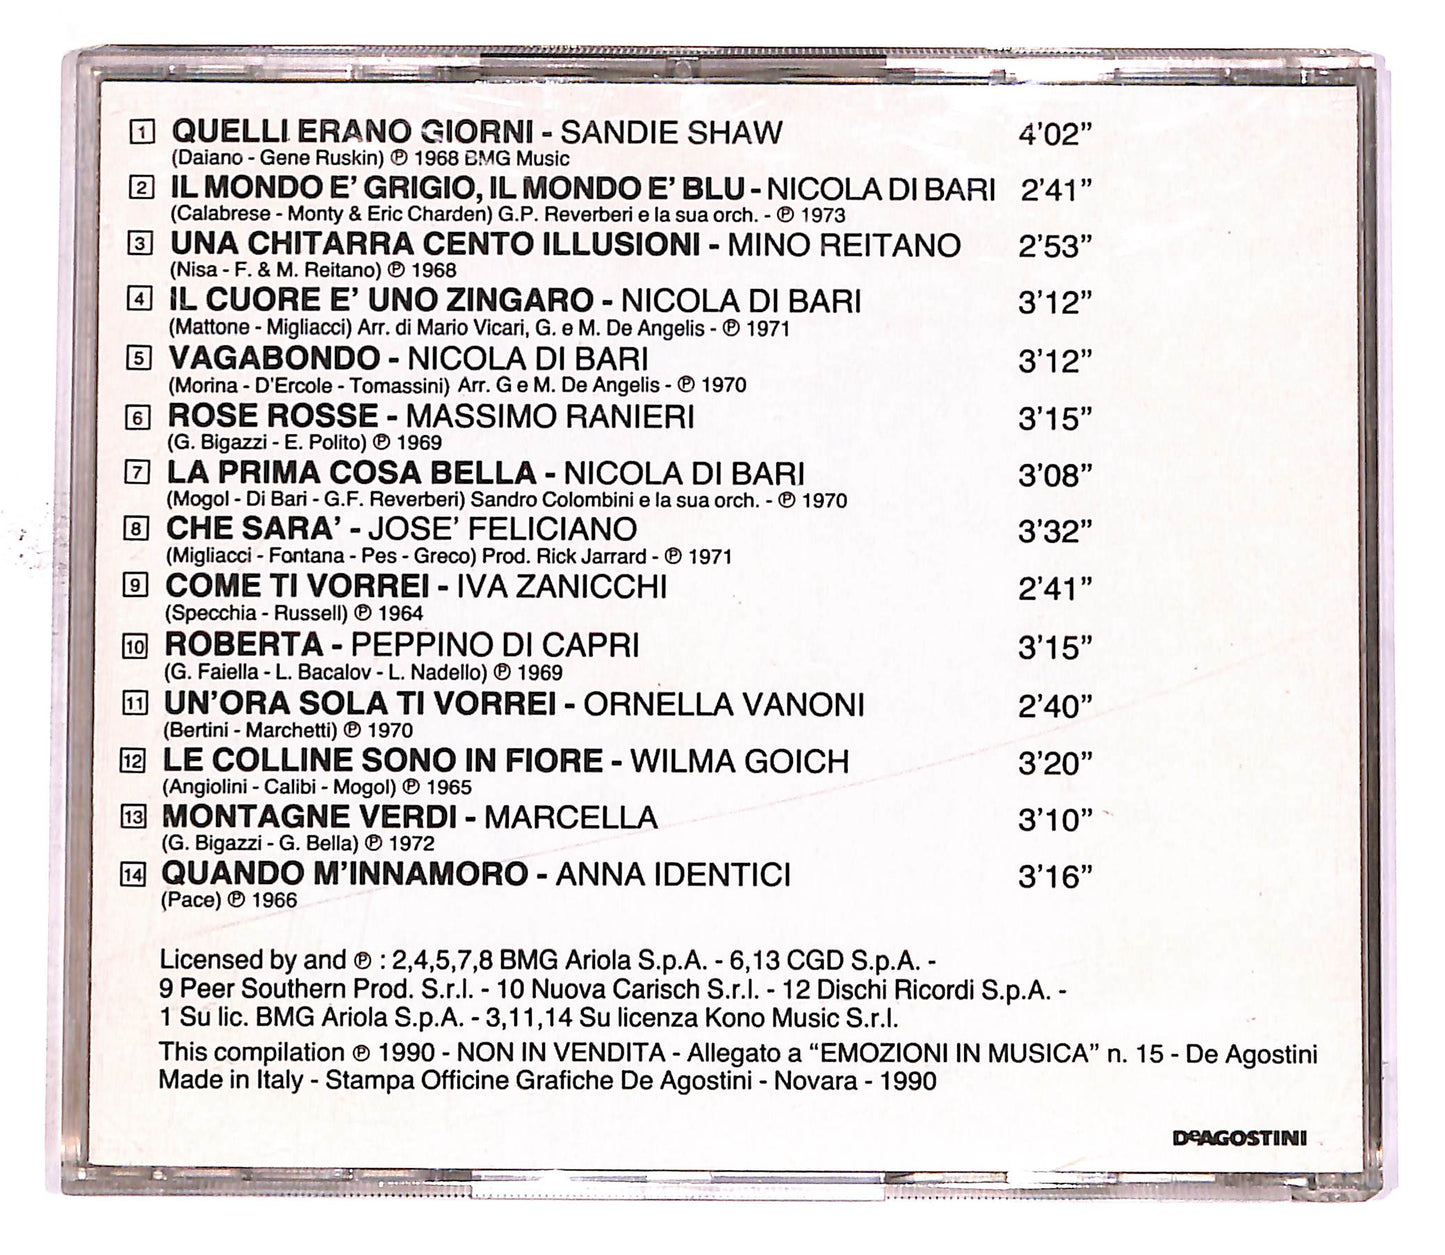 1 QUELLI ERANO GIORNI - SANDIE SHAW 4'02"
(Daiano - Gene Ruskin) ℗ 1968 BMG Music
2 IL MONDO E' GRIGIO, IL MONDO E' BLU - NICOLA DI BARI 2'41"
(Calabrese - Monty & Eric Charden) G.P. Reverberi e la sua orch. - ℗ 1973
3 UNA CHITARRA CENTO ILLUSIONI - MINO REITANO 2'53"
(Nisa - F. & M. Reitano) ℗ 1968
4 IL CUORE E' UNO ZINGARO - NICOLA DI BARI 3'12"
(Mattone - Migliacci) Arr. di Mario Vicari, G. e M. De Angelis - ℗ 1971
5 VAGABONDO - NICOLA DI BARI 3'12"
(Morina - D'Ercole - Tomassini) Arr. G e M. De Angelis - ℗ 1970
6 ROSE ROSSE - MASSIMO RANIERI 3'15"
(G. Bigazzi - E. Polito) ℗ 1969
7 LA PRIMA COSA BELLA - NICOLA DI BARI 3'08"
(Mogol - Di Bari - G.F. Reverberi) Sandro Colombini e la sua orch. - ℗ 1970
8 CHE SARA' - JOSE' FELICIANO 3'32"
(Migliacci - Fontana - Pes - Greco) Prod. Rick Jarrard - ℗ 1971
9 COME TI VORREI - IVA ZANICCHI 2'41"
(Specchia - Russell) ℗ 1964
10 ROBERTA - PEPPINO DI CAPRI 3'15"
(G. Faiella - L. Bacalov - L. Nadello) ℗ 1969
11 UN'ORA SOLA TI VORREI - ORNELLA VANONI 2'40"
(Bertini - Marchetti) ℗ 1970
12 LE COLLINE SONO IN FIORE - WILMA GOICH 3'20"
(Angiolini - Calibi - Mogol) ℗ 1965
13 MONTAGNE VERDI - MARCELLA 3'10"
(G. Bigazzi - G. Bella) ℗ 1972
14 QUANDO M'INNAMORO - ANNA IDENTICI 3'16"
(Pace) ℗ 1966
Licensed by and ℗ : 2,4,5,7,8 BMG Ariola S.p.A. - 6,13 CGD S.p.A. -
9 Peer Southern Prod. S.r.l. - 10 Nuova Carisch S.r.l. - 12 Dischi Ricordi S.p.A. -
1 Su lic. BMG Ariola S.p.A. - 3,11,14 Su licenza Kono Music S.r.l.
This compilation ℗ 1990 - NON IN VENDITA - Allegato a "EMOZIONI IN MUSICA" n. 15 - De Agostini
Made in Italy - Stampa Officine Grafiche De Agostini - Novara - 1990
DeAGOSTINI